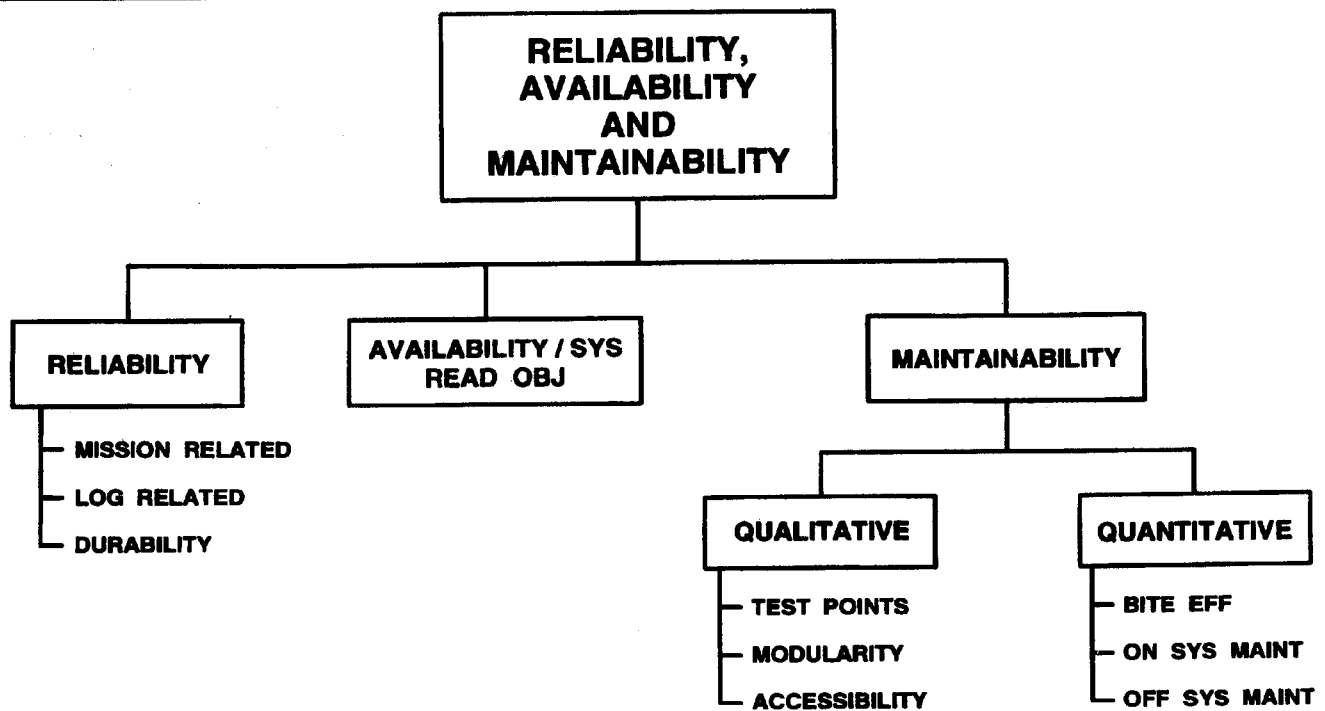 RELIABILITY,
AVAILABILITY
AND
MAINTAINABILITY
RELIABILITY
MISSION RELATED
LOG RELATED
DURABILITY
AVAILABILITY / SYS
READ OBJ
MAINTAINABILITY
QUALITATIVE
TEST POINTS
MODULARITY
ACCESSIBILITY
QUANTITATIVE
BITE EFF
ON SYS MAINT
OFF SYS MAINT